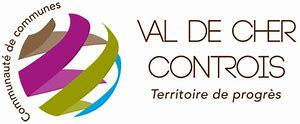 Communauté de communes
VAL DE CHER
CONTROIS
Territoire de progrès